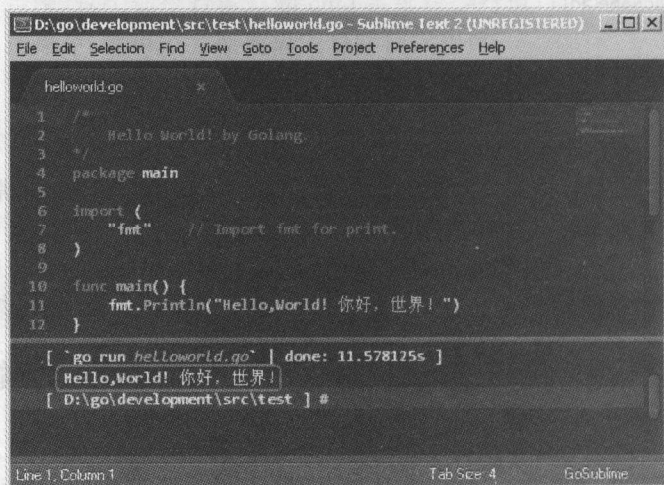 D:\go\development\src\test\helloworld.go - Sublime Text 2 (UNREGISTERED)
File Edit Selection Find View Goto Tools Project Preferences Help
helloworld.go ×
1 /*
2 Hello World! by Golang.
3 */
4 package main
5
6 import (
7 "fmt" // Import fmt for print.
8 )
9
10 func main() {
11 fmt.Println("Hello,World! 你好，世界！")
12 }
[ `go run helloworld.go` | done: 11.578125s ]
Hello,World! 你好，世界！
[ D:\go\development\src\test ] #
Line 1, Column 1 Tab Size: 4 GoSublime